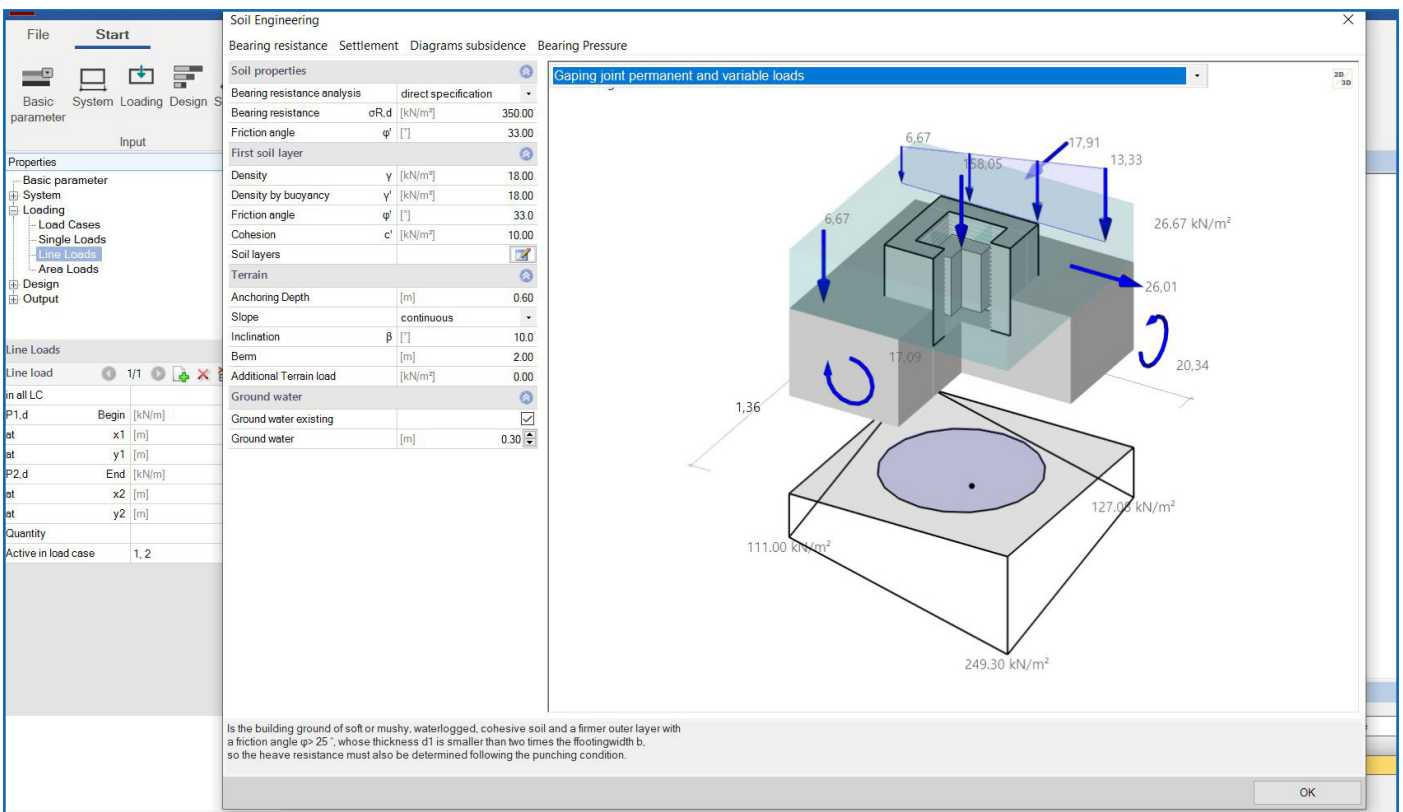 Soil Engineering
File Start
Bearing resistance Settlement Diagrams subsidence Bearing Pressure
Basic parameter System Loading Design
Input
Properties
Basic parameter
System
Loading
Load Cases
Single Loads
Line Loads
Area Loads
Design
Output
Line Loads
Line load 1/1
in all LC
P1,d Begin [kN/m]
at x1 [m]
at y1 [m]
P2,d End [kN/m]
at x2 [m]
at y2 [m]
Quantity
Active in load case 1, 2
Soil properties
Bearing resistance analysis direct specification
Bearing resistance σR,d [kN/m²] 350.00
Friction angle φ' [°] 33.00
First soil layer
Density γ [kN/m³] 18.00
Density by buoyancy γ' [kN/m³] 18.00
Friction angle φ' [°] 33.0
Cohesion c' [kN/m²] 10.00
Soil layers
Terrain
Anchoring Depth [m] 0.60
Slope continuous
Inclination β [°] 10.0
Berm [m] 2.00
Additional Terrain load [kN/m²] 0.00
Ground water
Ground water existing
Ground water [m] 0.30
Gaping joint permanent and variable loads
2D/3D
6,67
17,91
158,05
13,33
6,67
26.67 kN/m²
26,01
17,09
20,34
1,36
127.08 kN/m²
111.00 kN/m²
249.30 kN/m²
Is the building ground of soft or mushy, waterlogged, cohesive soil and a firmer outer layer with
a friction angle φ> 25 °, whose thickness d1 is smaller than two times the ffootingwidth b,
so the heave resistance must also be determined following the punching condition.
OK